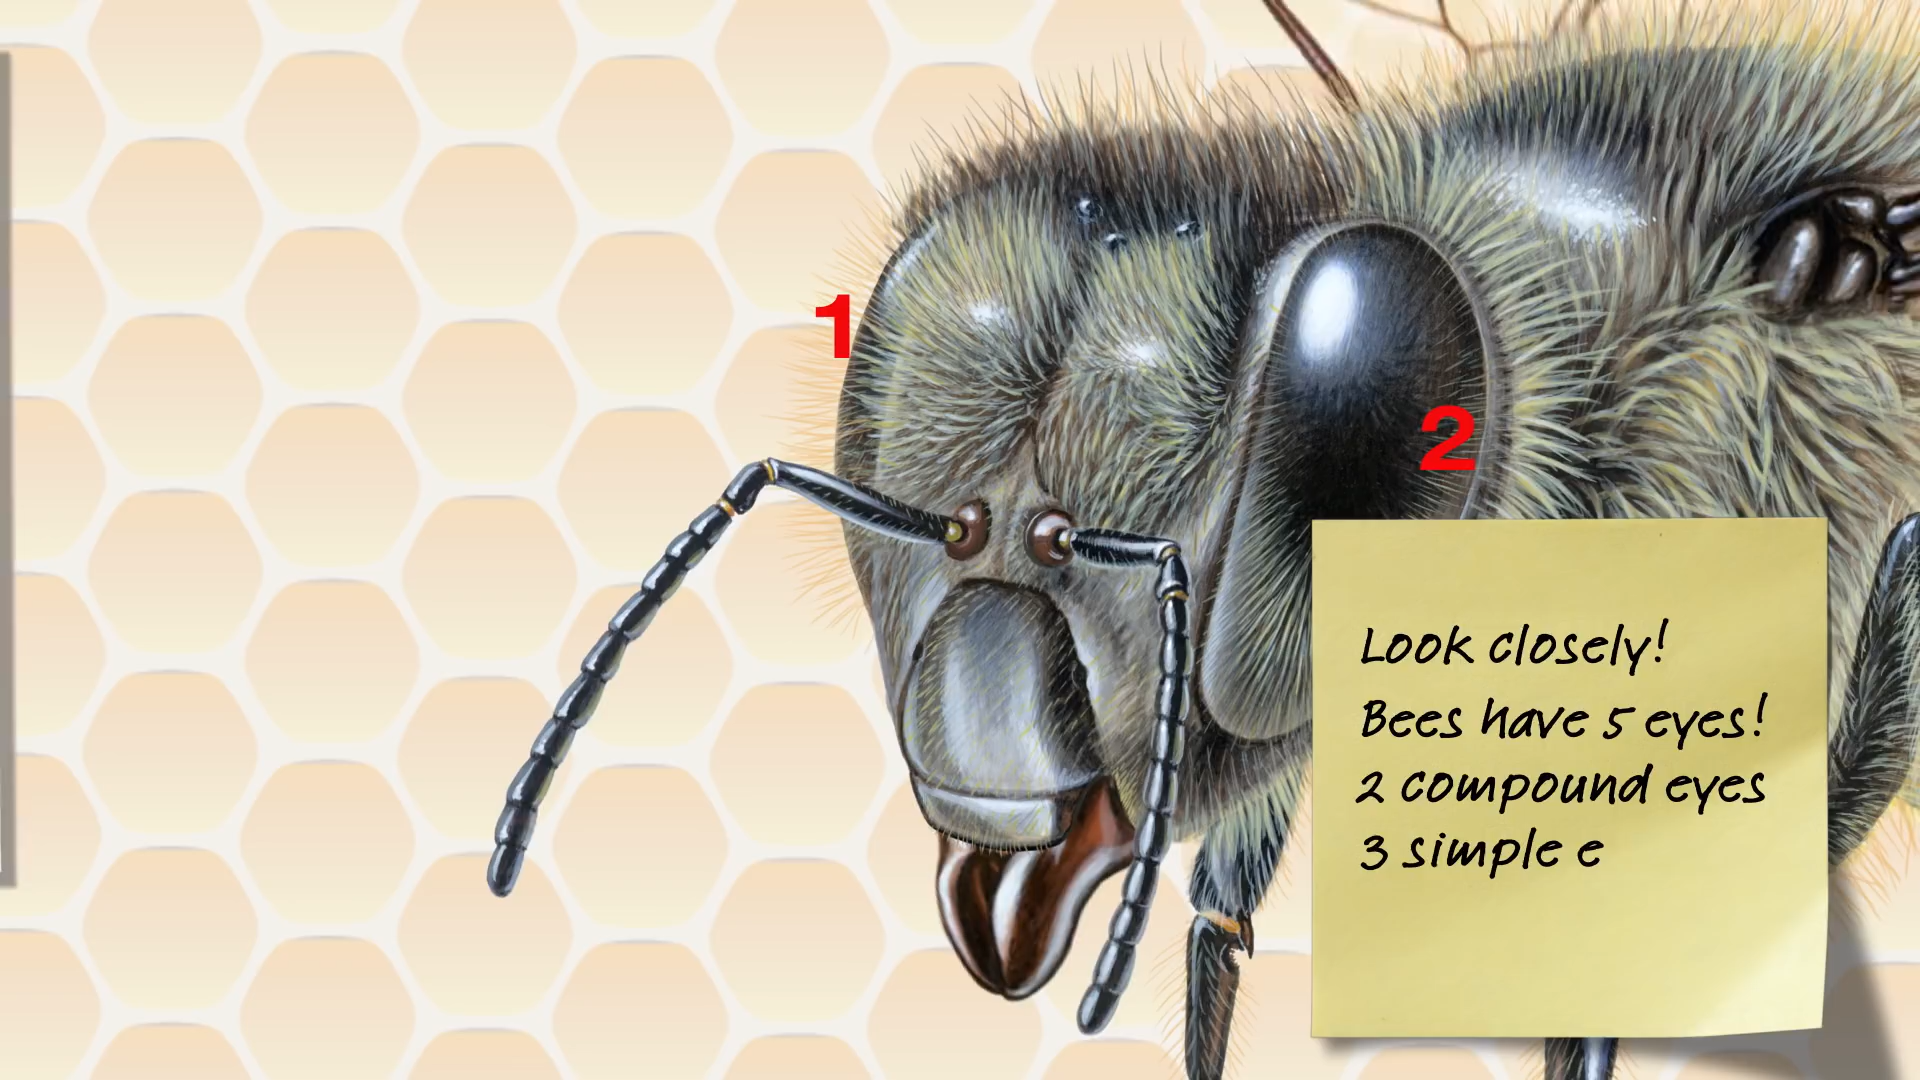 1
2
Look closely!
Bees have 5 eyes!
2 compound eyes
3 simple e